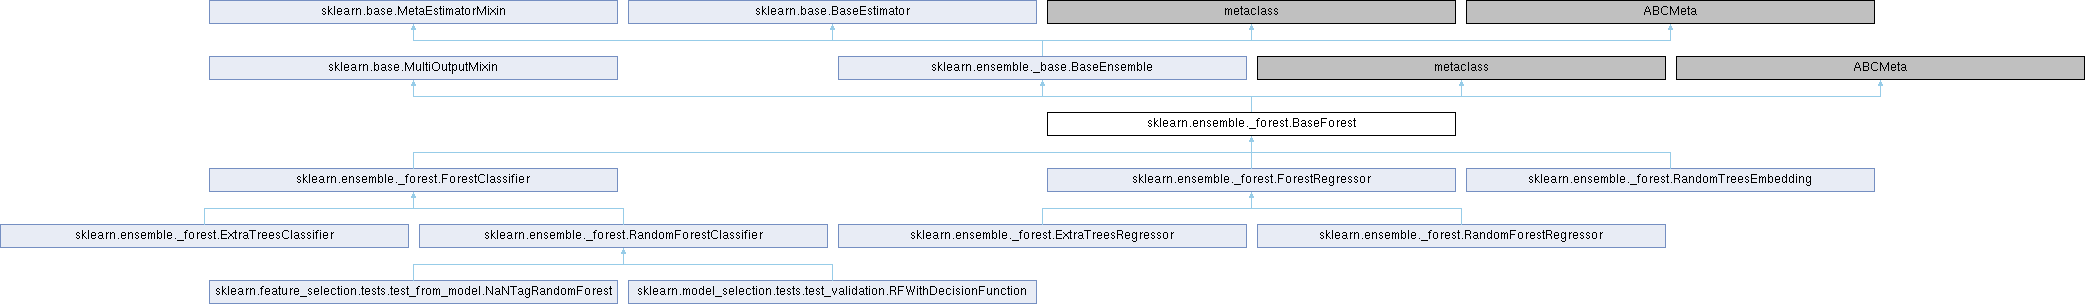 sklearn.base.MetaEstimatorMixin
sklearn.base.BaseEstimator
metaclass
ABCMeta
sklearn.base.MultiOutputMixin
sklearn.ensemble._base.BaseEnsemble
metaclass
ABCMeta
sklearn.ensemble._forest.BaseForest
sklearn.ensemble._forest.ForestClassifier
sklearn.ensemble._forest.ForestRegressor
sklearn.ensemble._forest.RandomTreesEmbedding
sklearn.ensemble._forest.ExtraTreesClassifier
sklearn.ensemble._forest.RandomForestClassifier
sklearn.ensemble._forest.ExtraTreesRegressor
sklearn.ensemble._forest.RandomForestRegressor
sklearn.feature_selection.tests.test_from_model.NaNTagRandomForest
sklearn.model_selection.tests.test_validation.RFWithDecisionFunction